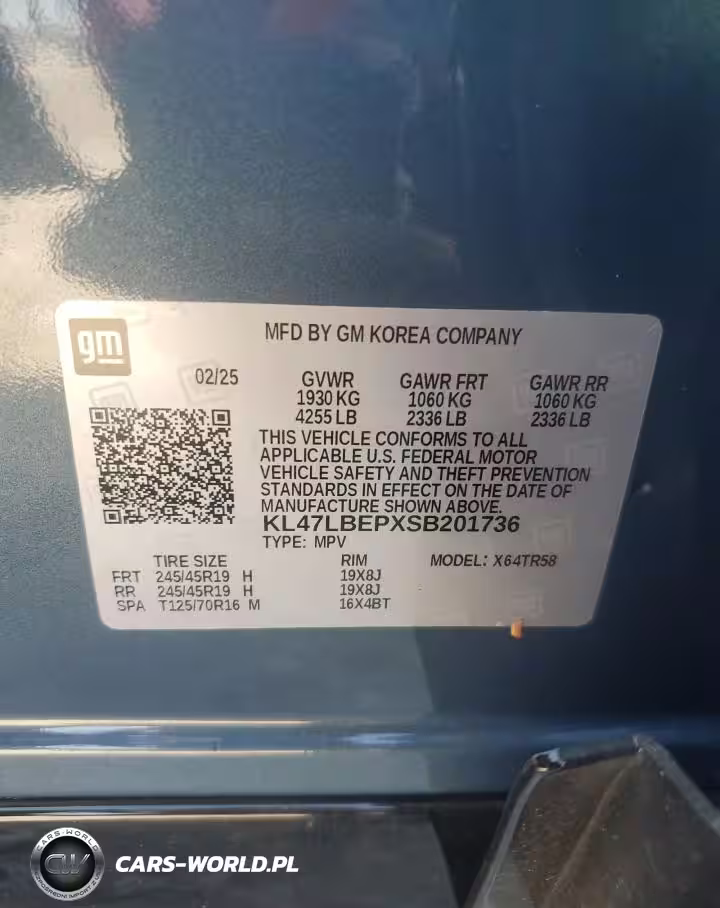 gm
MFD BY GM KOREA COMPANY
02/25 GVWR GAWR FRT GAWR RR
1930 KG 1060 KG 1060 KG
4255 LB 2336 LB 2336 LB
THIS VEHICLE CONFORMS TO ALL
APPLICABLE U.S. FEDERAL MOTOR
VEHICLE SAFETY AND THEFT PREVENTION
STANDARDS IN EFFECT ON THE DATE OF
MANUFACTURE SHOWN ABOVE.
KL47LBEPXSB201736
TYPE: MPV
TIRE SIZE RIM MODEL: X64TR58
FRT 245/45R19 H 19X8J
RR 245/45R19 H 19X8J
SPA T125/70R16 M 16X4BT
CARS-WORLD
CW
CARS-WORLD.PL